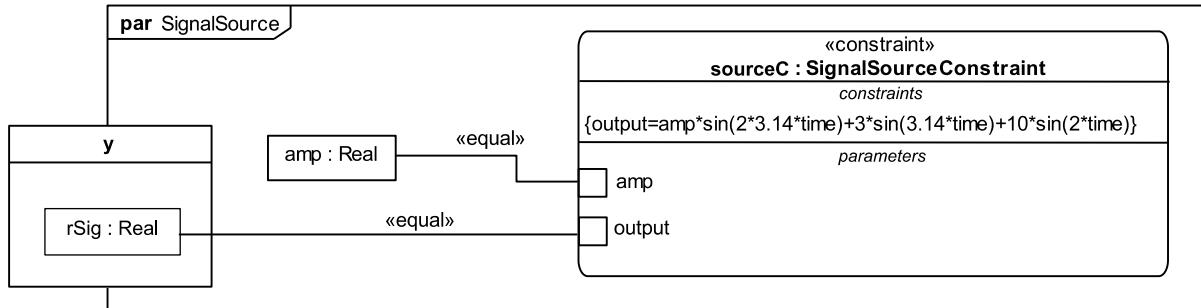 par SignalSource
«constraint»
sourceC : SignalSourceConstraint
constraints
{output=amp*sin(2*3.14*time)+3*sin(3.14*time)+10*sin(2*time)}
parameters
y
«equal»
amp : Real
amp
rSig : Real
«equal»
output